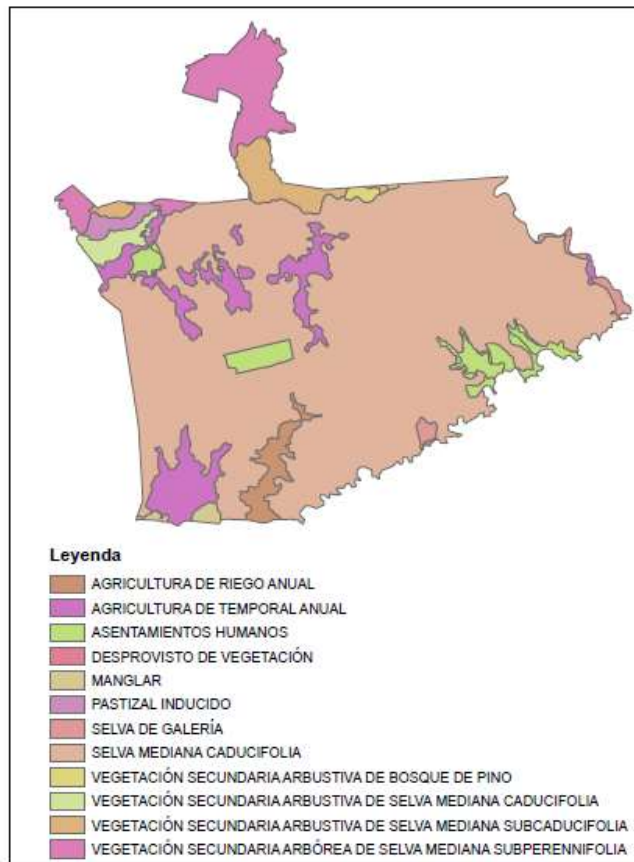 Leyenda
AGRICULTURA DE RIEGO ANUAL
AGRICULTURA DE TEMPORAL ANUAL
ASENTAMIENTOS HUMANOS
DESPROVISTO DE VEGETACIÓN
MANGLAR
PASTIZAL INDUCIDO
SELVA DE GALERÍA
SELVA MEDIANA CADUCIFOLIA
VEGETACIÓN SECUNDARIA ARBUSTIVA DE BOSQUE DE PINO
VEGETACIÓN SECUNDARIA ARBUSTIVA DE SELVA MEDIANA CADUCIFOLIA
VEGETACIÓN SECUNDARIA ARBUSTIVA DE SELVA MEDIANA SUBCADUCIFOLIA
VEGETACIÓN SECUNDARIA ARBÓREA DE SELVA MEDIANA SUBPERENNIFOLIA